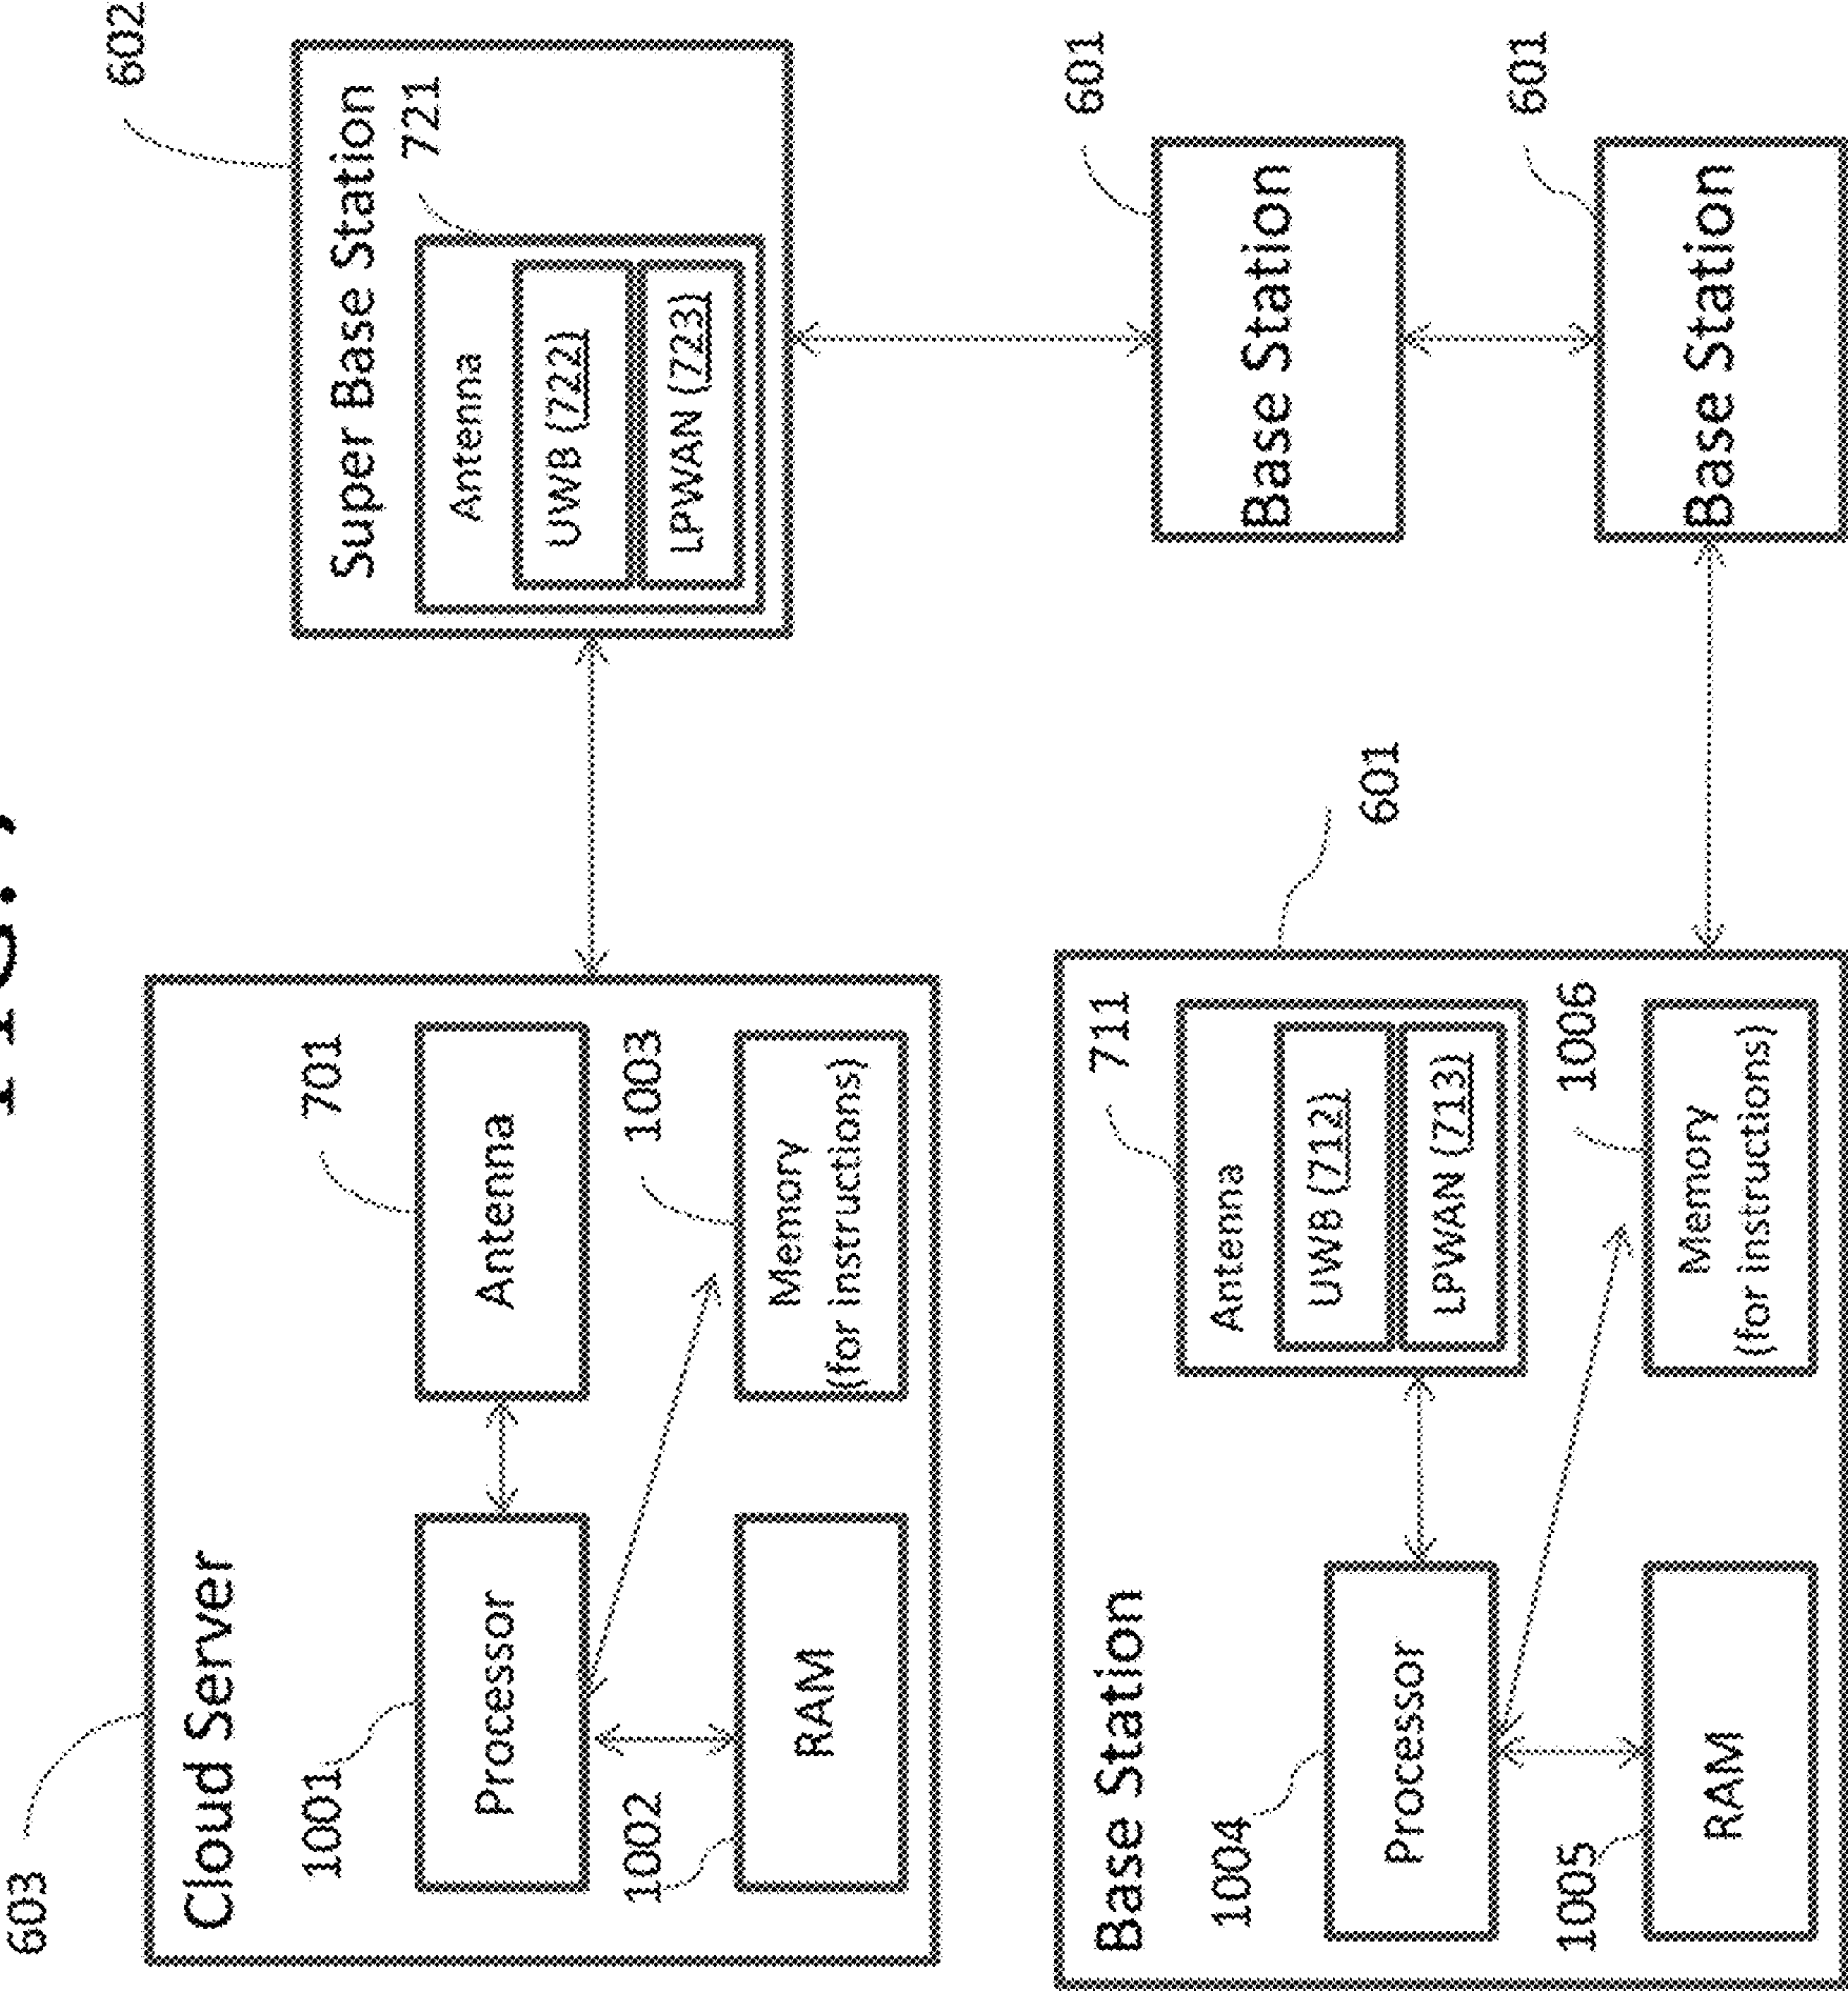 603
Cloud Server
1001
Processor
701
Antenna
1002
RAM
1003
Memory
(for instructions)
602
Super Base Station
721
Antenna
UWB (722)
LPWAN (723)
Base Station
1004
Processor
711
Antenna
UWB (712)
LPWAN (713)
1005
RAM
1006
Memory
(for instructions)
601
601
Base Station
601
Base Station